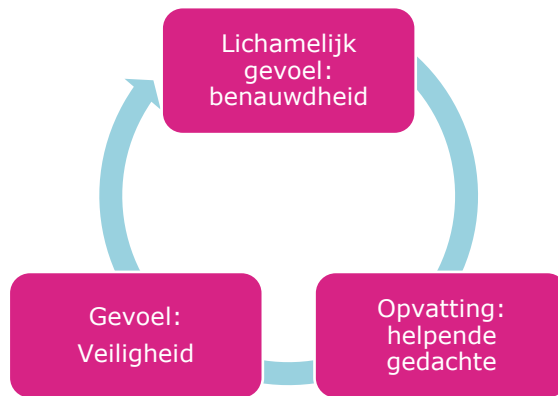 Lichamelijk
gevoel:
benauwdheid
Gevoel:
Veiligheid
Opvatting:
helpende
gedachte